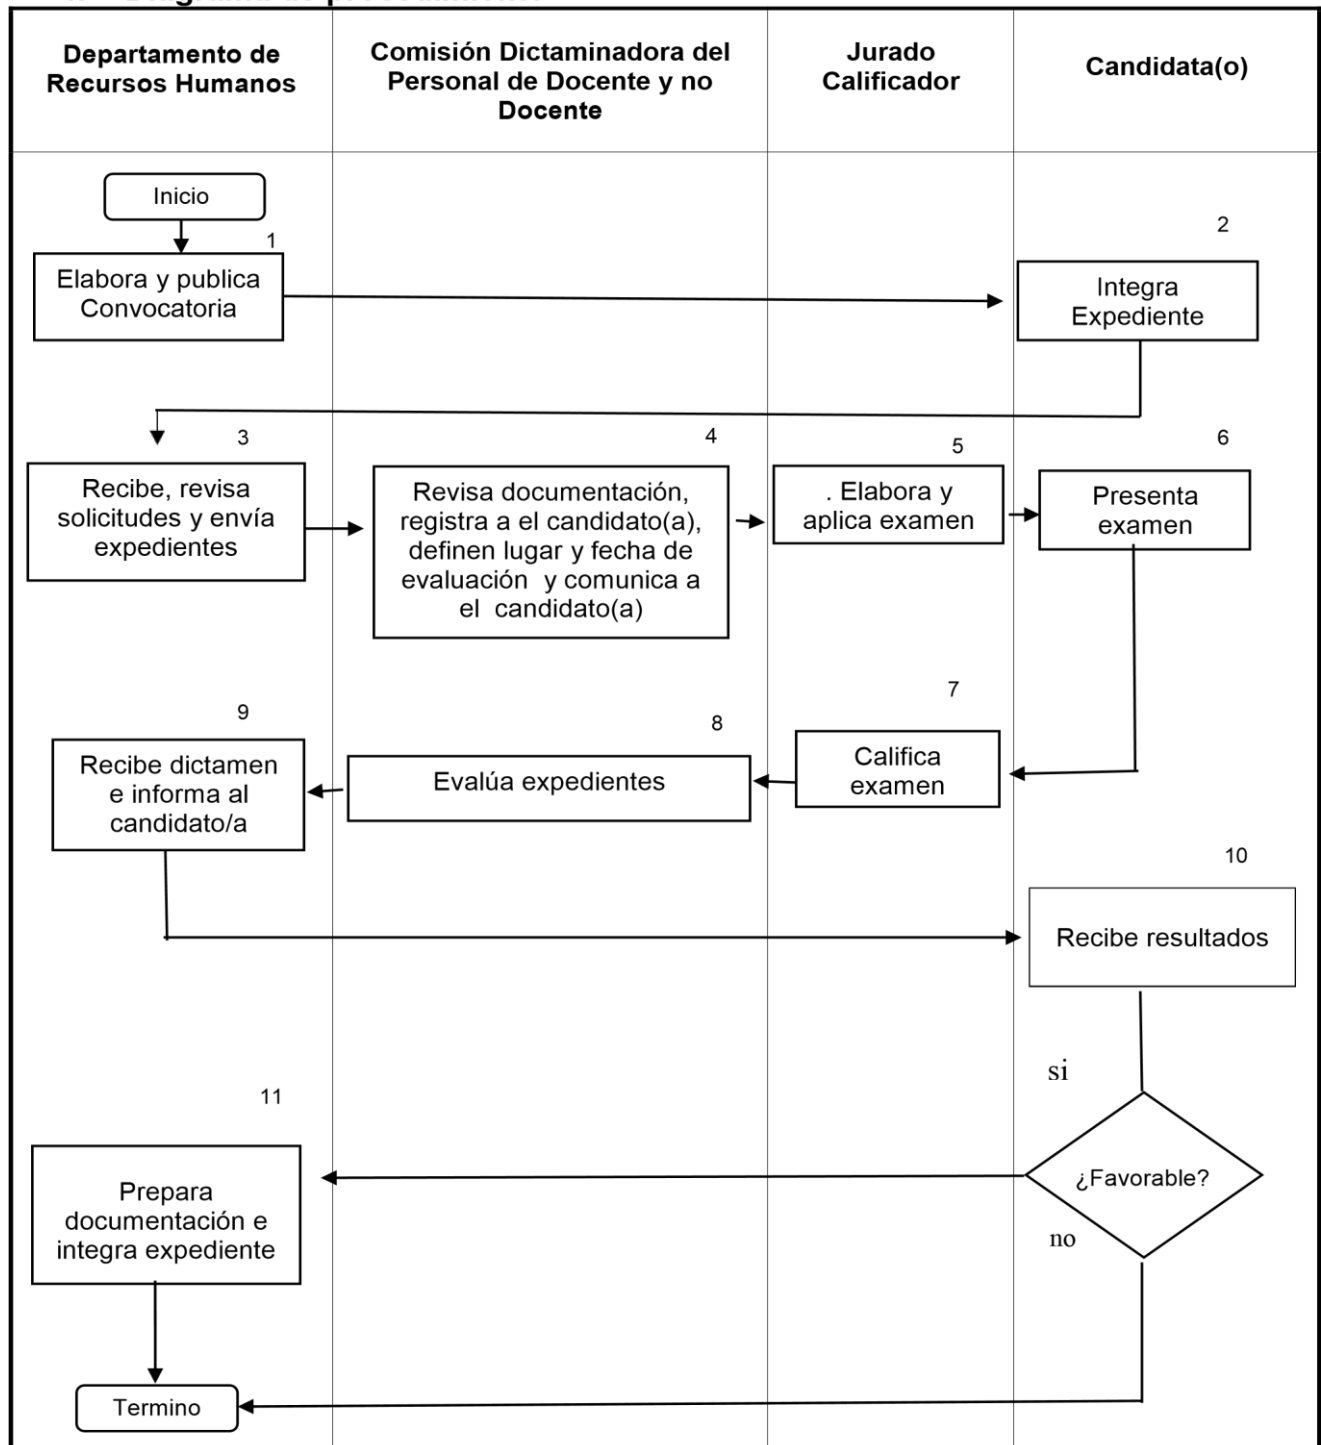 Departamento de
Recursos Humanos
Comisión Dictaminadora del
Personal de Docente y no
Docente
Jurado
Calificador
Candidata(o)
Inicio
1
Elabora y publica
Convocatoria
2
Integra
Expediente
3
Recibe, revisa
solicitudes y envía
expedientes
4
Revisa documentación,
registra a el candidato(a),
definen lugar y fecha de
evaluación y comunica a
el candidato(a)
5
. Elabora y
aplica examen
6
Presenta
examen
7
Califica
examen
8
Evalúa expedientes
9
Recibe dictamen
e informa al
candidato/a
10
Recibe resultados
si
¿Favorable?
no
11
Prepara
documentación e
integra expediente
Termino